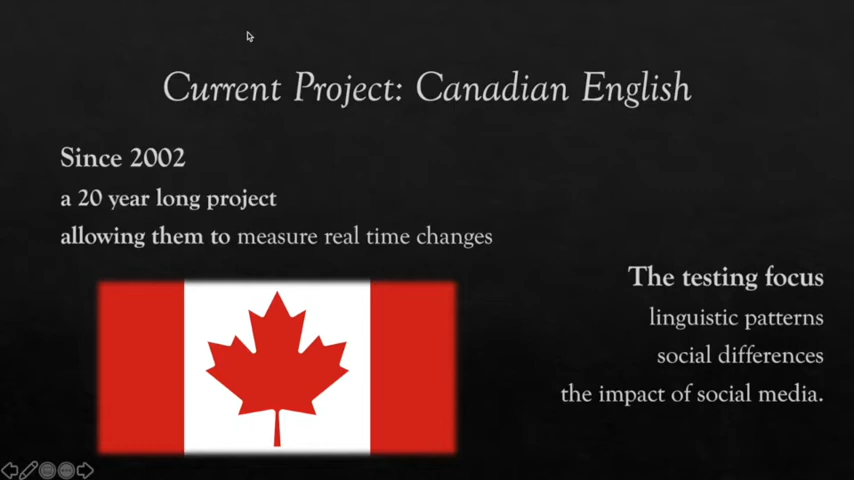 Current Project: Canadian English
Since 2002
a 20 year long project
allowing them to measure real time changes
The testing focus
linguistic patterns
social differences
the impact of social media.